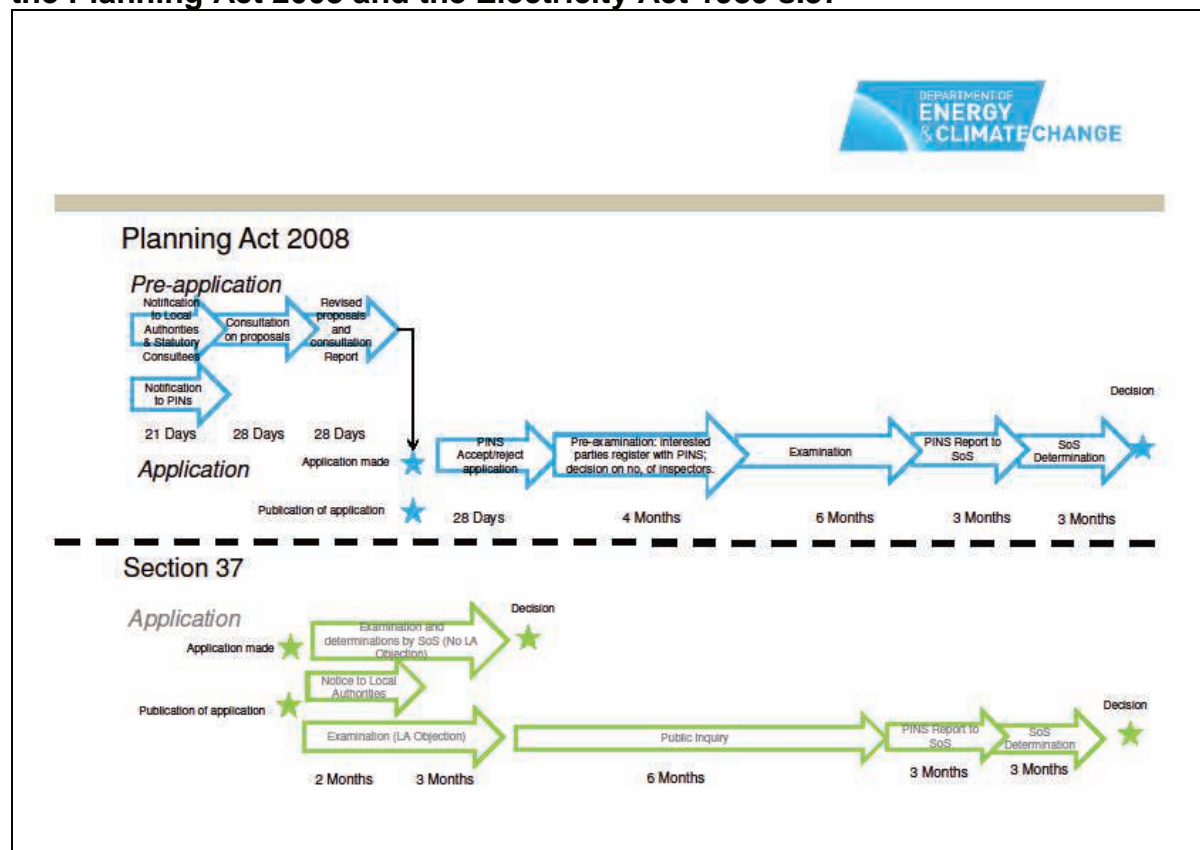 the Planning Act 2008 and the Electricity Act 1989 s.37
DEPARTMENT OF
ENERGY
& CLIMATE CHANGE
Planning Act 2008
Pre-application
Notification
to Local
Authorities
& Statutory
Consultees
Consultation
on proposals
Revised
proposals
and
consultation
Report
Notification
to PINs
21 Days
28 Days
28 Days
Decision
Application
Application made
PINS
Accept/reject
application
Pre-examination: interested
parties register with PINS;
decision on no, of inspectors.
Examination
PINS Report to
SoS
SoS
Determination
Publication of application
28 Days
4 Months
6 Months
3 Months
3 Months
Section 37
Application
Application made
Examination and
determinations by SoS (No LA
Objection)
Decision
Notice to Local
Authorities
Publication of application
Examination (LA Objection)
Public Inquiry
PINS Report to
SoS
SoS
Determination
Decision
2 Months
3 Months
6 Months
3 Months
3 Months